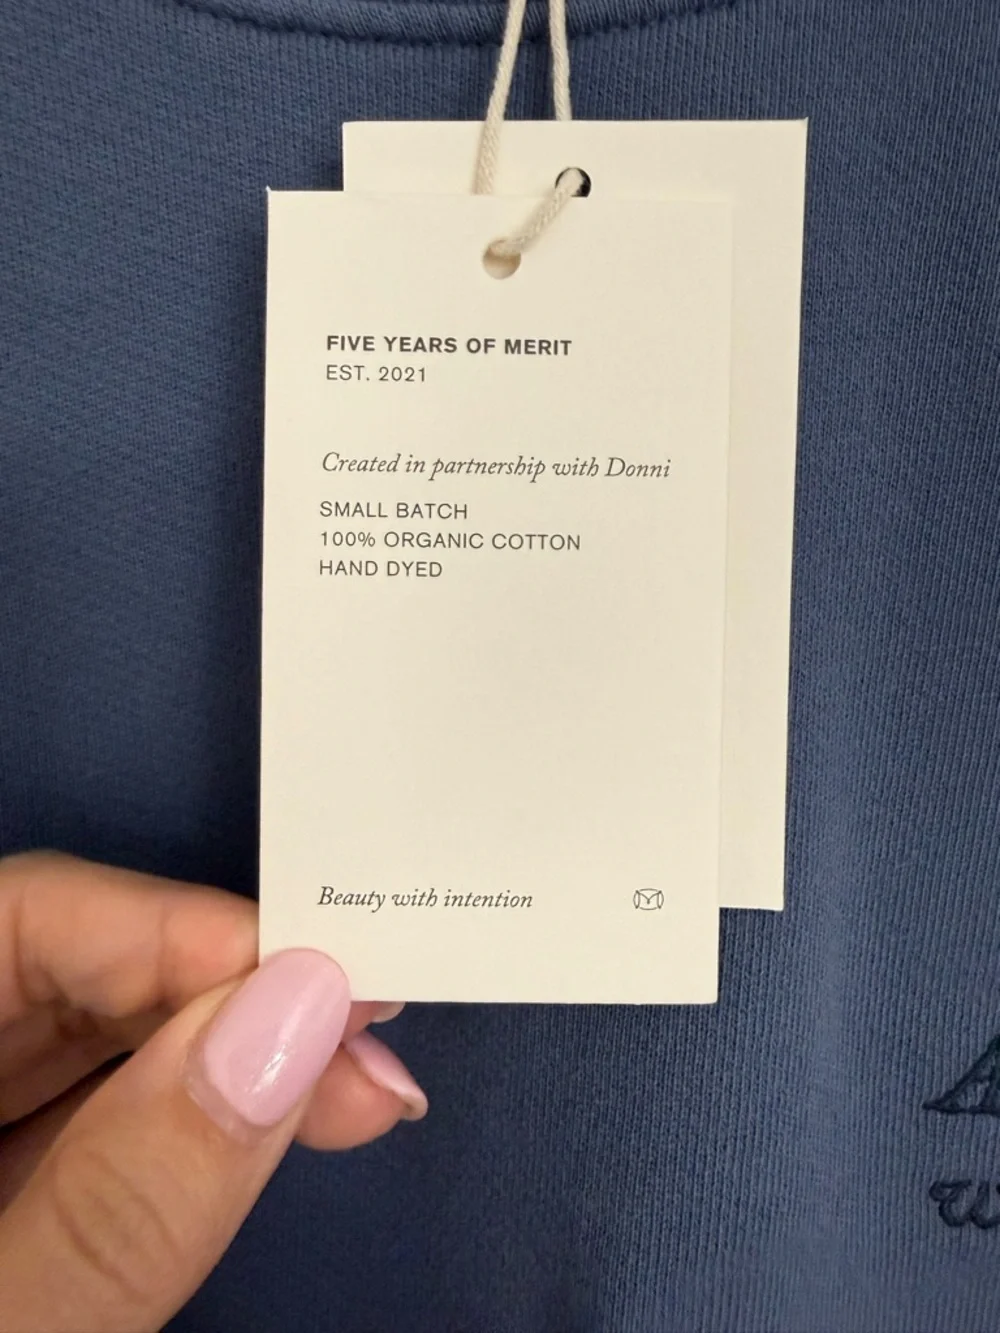 FIVE YEARS OF MERIT
EST. 2021
Created in partnership with Donni
SMALL BATCH
100% ORGANIC COTTON
HAND DYED
Beauty with intention